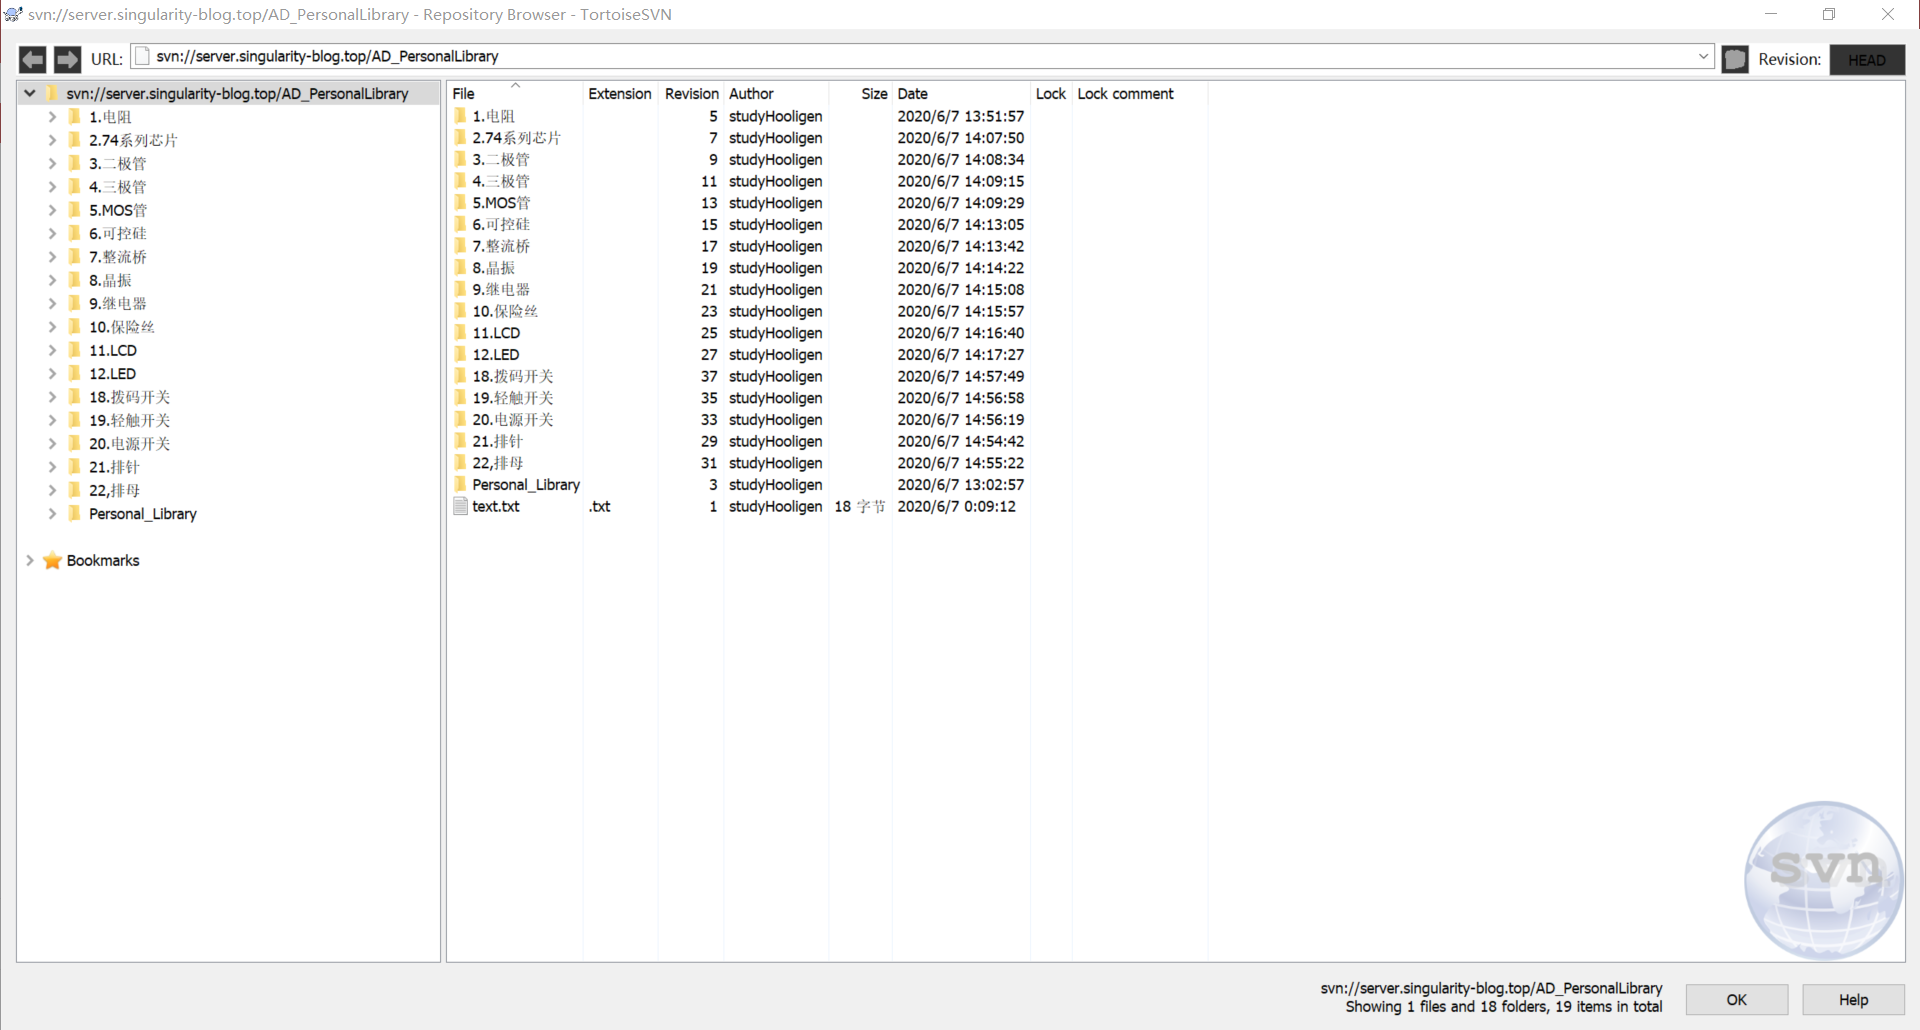 svn://server.singularity-blog.top/AD_PersonalLibrary - Repository Browser - TortoiseSVN
URL: svn://server.singularity-blog.top/AD_PersonalLibrary Revision: HEAD
svn://server.singularity-blog.top/AD_PersonalLibrary
1.电阻
2.74系列芯片
3.二极管
4.三极管
5.MOS管
6.可控硅
7.整流桥
8.晶振
9.继电器
10.保险丝
11.LCD
12.LED
18.拨码开关
19.轻触开关
20.电源开关
21.排针
22,排母
Personal_Library
Bookmarks
File Extension Revision Author Size Date Lock Lock comment
1.电阻 5 studyHooligen 2020/6/7 13:51:57
2.74系列芯片 7 studyHooligen 2020/6/7 14:07:50
3.二极管 9 studyHooligen 2020/6/7 14:08:34
4.三极管 11 studyHooligen 2020/6/7 14:09:15
5.MOS管 13 studyHooligen 2020/6/7 14:09:29
6.可控硅 15 studyHooligen 2020/6/7 14:13:05
7.整流桥 17 studyHooligen 2020/6/7 14:13:42
8.晶振 19 studyHooligen 2020/6/7 14:14:22
9.继电器 21 studyHooligen 2020/6/7 14:15:08
10.保险丝 23 studyHooligen 2020/6/7 14:15:57
11.LCD 25 studyHooligen 2020/6/7 14:16:40
12.LED 27 studyHooligen 2020/6/7 14:17:27
18.拨码开关 37 studyHooligen 2020/6/7 14:57:49
19.轻触开关 35 studyHooligen 2020/6/7 14:56:58
20.电源开关 33 studyHooligen 2020/6/7 14:56:19
21.排针 29 studyHooligen 2020/6/7 14:54:42
22,排母 31 studyHooligen 2020/6/7 14:55:22
Personal_Library 3 studyHooligen 2020/6/7 13:02:57
text.txt .txt 1 studyHooligen 18 字节 2020/6/7 0:09:12
svn
svn://server.singularity-blog.top/AD_PersonalLibrary
Showing 1 files and 18 folders, 19 items in total
OK
Help